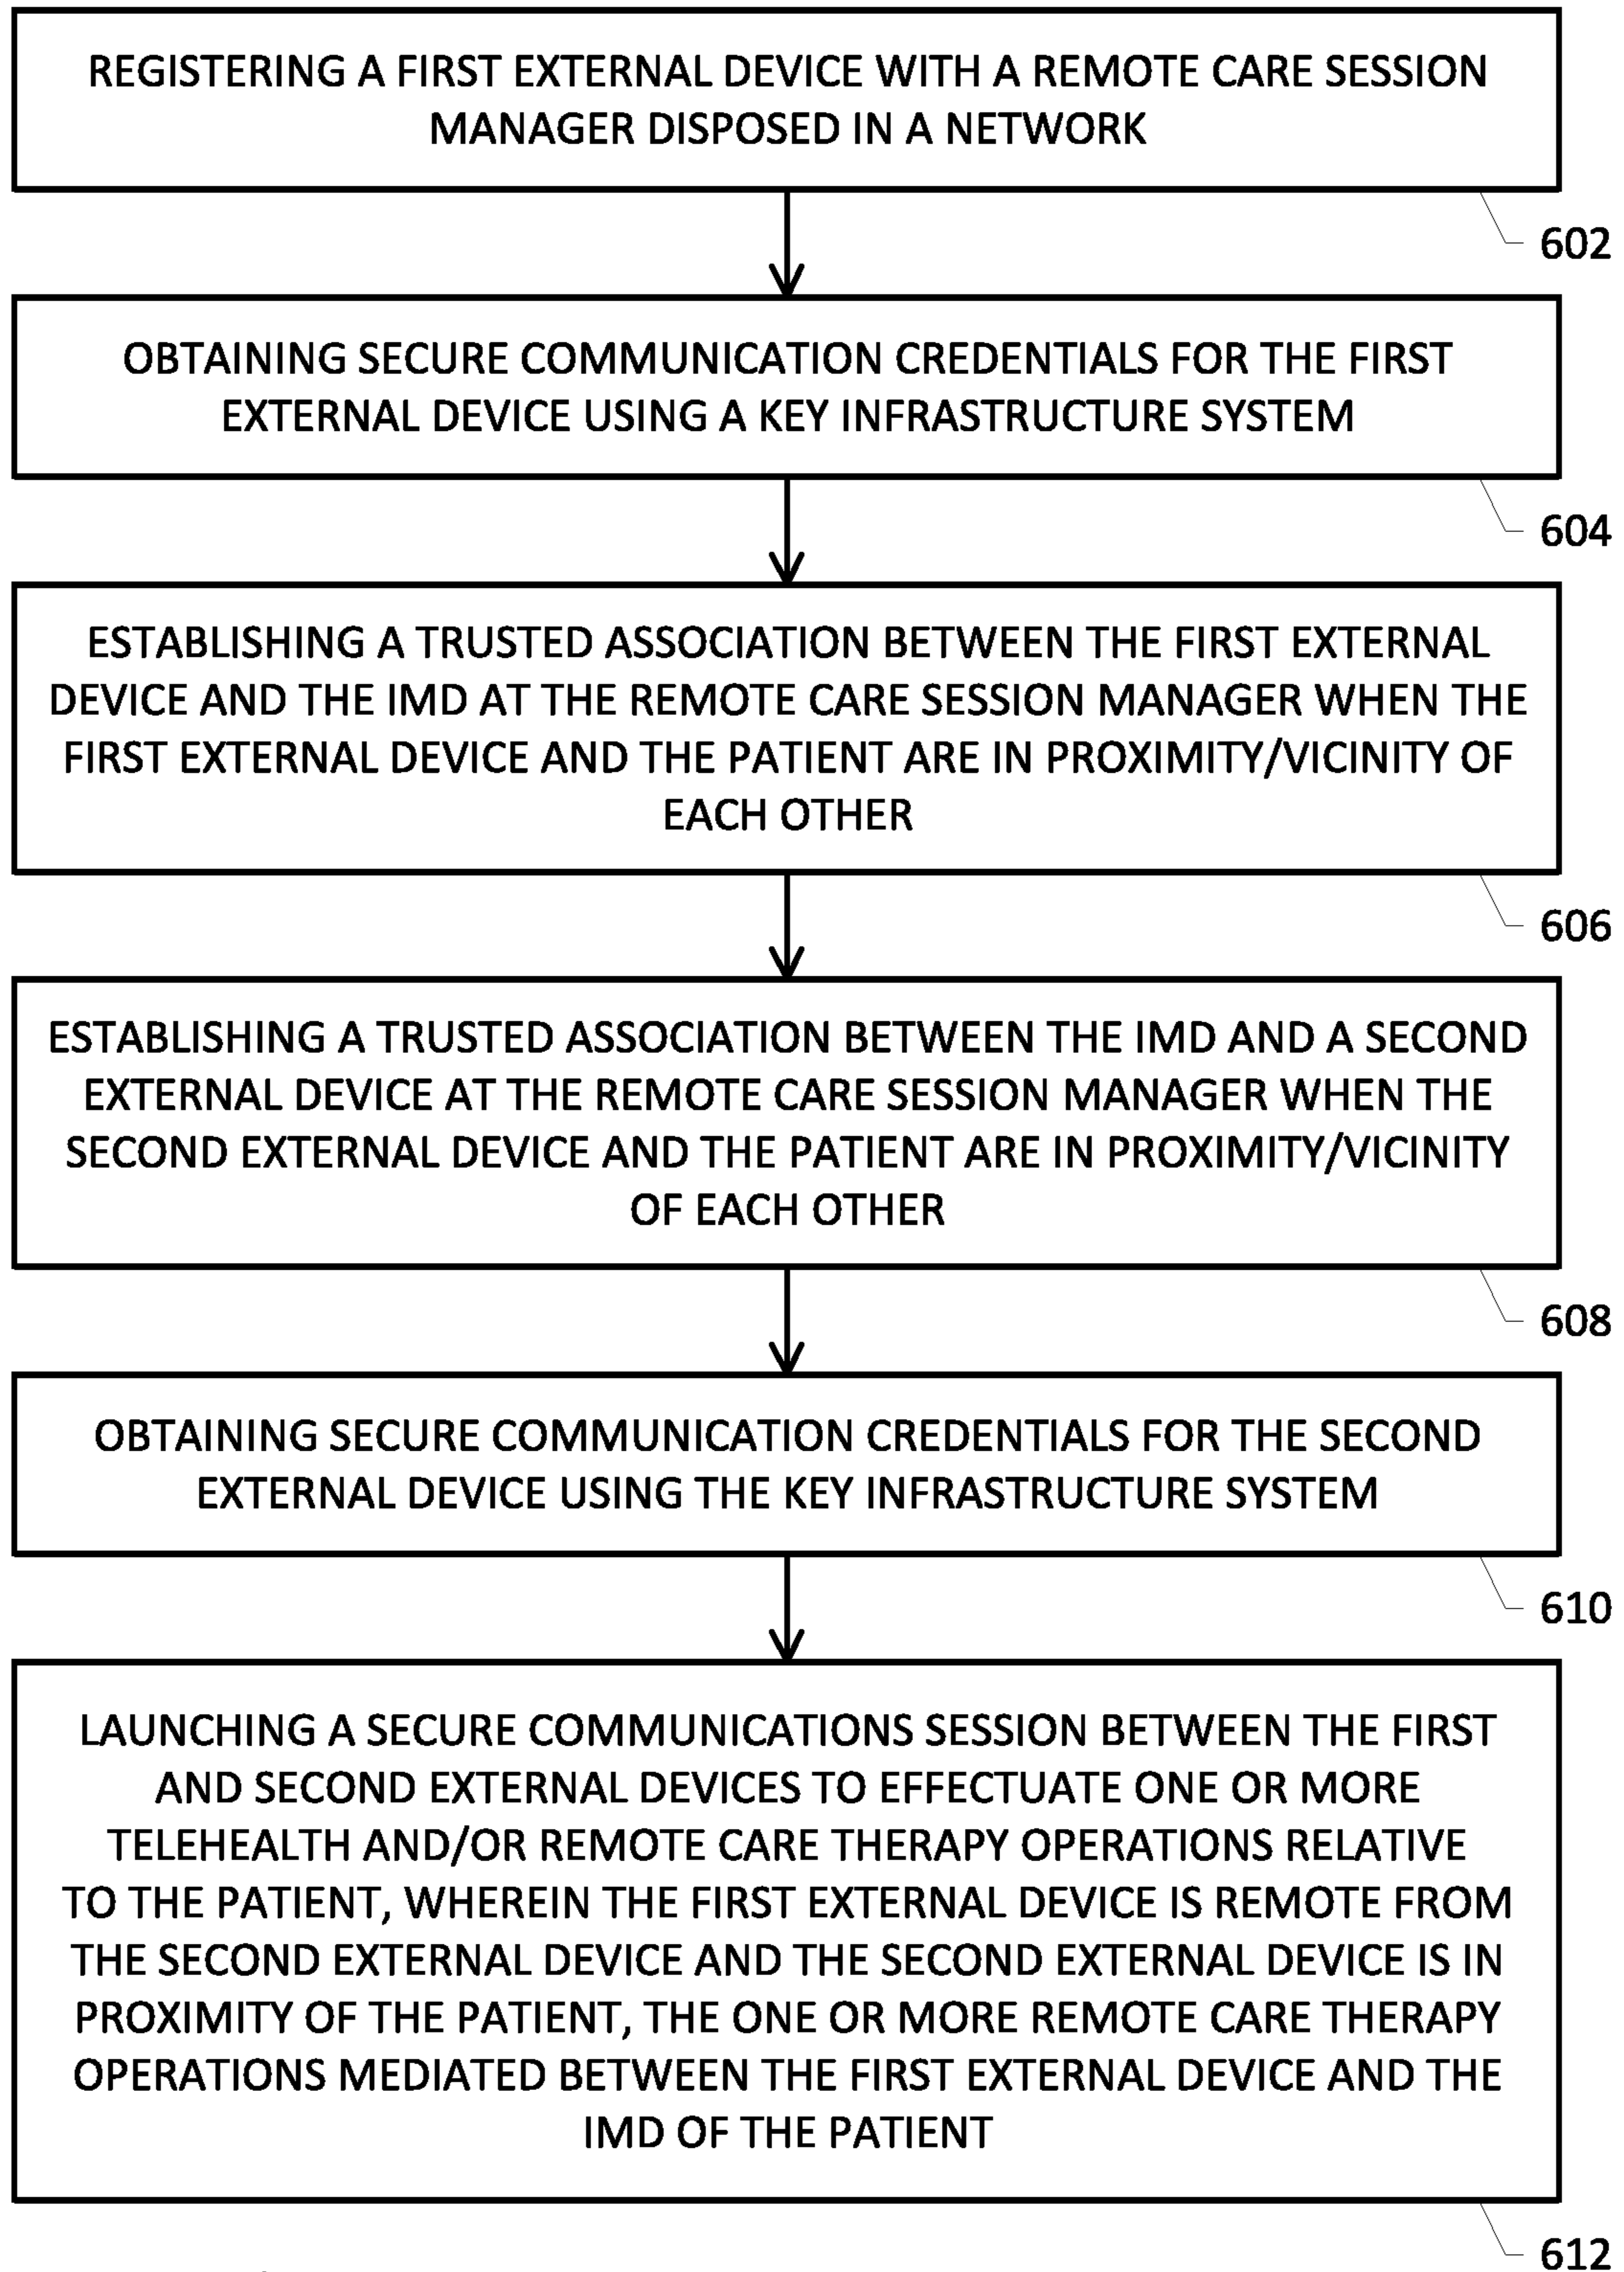 REGISTERING A FIRST EXTERNAL DEVICE WITH A REMOTE CARE SESSION
MANAGER DISPOSED IN A NETWORK
602
OBTAINING SECURE COMMUNICATION CREDENTIALS FOR THE FIRST
EXTERNAL DEVICE USING A KEY INFRASTRUCTURE SYSTEM
604
ESTABLISHING A TRUSTED ASSOCIATION BETWEEN THE FIRST EXTERNAL
DEVICE AND THE IMD AT THE REMOTE CARE SESSION MANAGER WHEN THE
FIRST EXTERNAL DEVICE AND THE PATIENT ARE IN PROXIMITY/VICINITY OF
EACH OTHER
606
ESTABLISHING A TRUSTED ASSOCIATION BETWEEN THE IMD AND A SECOND
EXTERNAL DEVICE AT THE REMOTE CARE SESSION MANAGER WHEN THE
SECOND EXTERNAL DEVICE AND THE PATIENT ARE IN PROXIMITY/VICINITY
OF EACH OTHER
608
OBTAINING SECURE COMMUNICATION CREDENTIALS FOR THE SECOND
EXTERNAL DEVICE USING THE KEY INFRASTRUCTURE SYSTEM
610
LAUNCHING A SECURE COMMUNICATIONS SESSION BETWEEN THE FIRST
AND SECOND EXTERNAL DEVICES TO EFFECTUATE ONE OR MORE
TELEHEALTH AND/OR REMOTE CARE THERAPY OPERATIONS RELATIVE
TO THE PATIENT, WHEREIN THE FIRST EXTERNAL DEVICE IS REMOTE FROM
THE SECOND EXTERNAL DEVICE AND THE SECOND EXTERNAL DEVICE IS IN
PROXIMITY OF THE PATIENT, THE ONE OR MORE REMOTE CARE THERAPY
OPERATIONS MEDIATED BETWEEN THE FIRST EXTERNAL DEVICE AND THE
IMD OF THE PATIENT
612